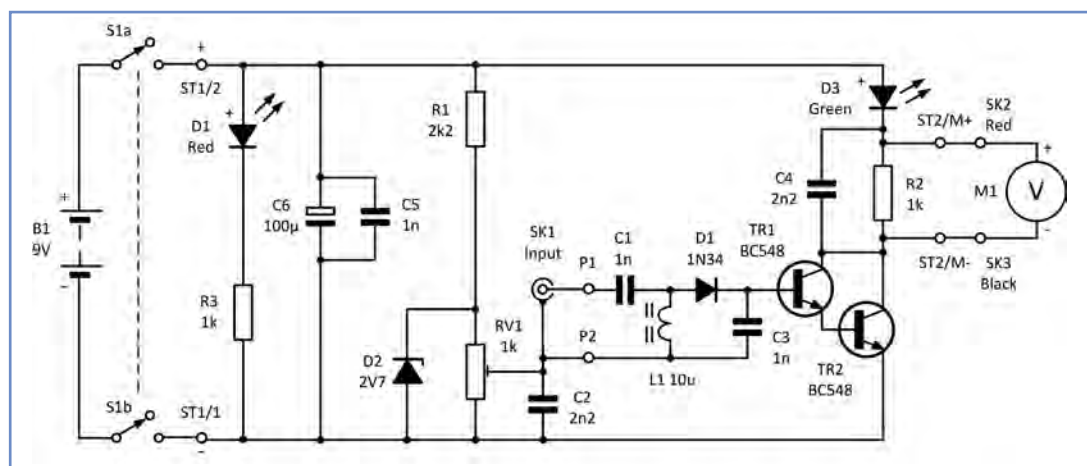 S1a
+
ST1/2
+
D1
Red
R1
2k2
+
D3
Green
ST2/M+
SK2
Red
+
B1
9V
-
C6
100µ
C5
1n
C4
2n2
R2
1k
M1
V
-
SK1
Input
P1
C1
1n
D1
1N34
TR1
BC548
ST2/M-
SK3
Black
R3
1k
D2
2V7
RV1
1k
P2
L1 10u
C3
1n
TR2
BC548
C2
2n2
S1b
ST1/1
-
+